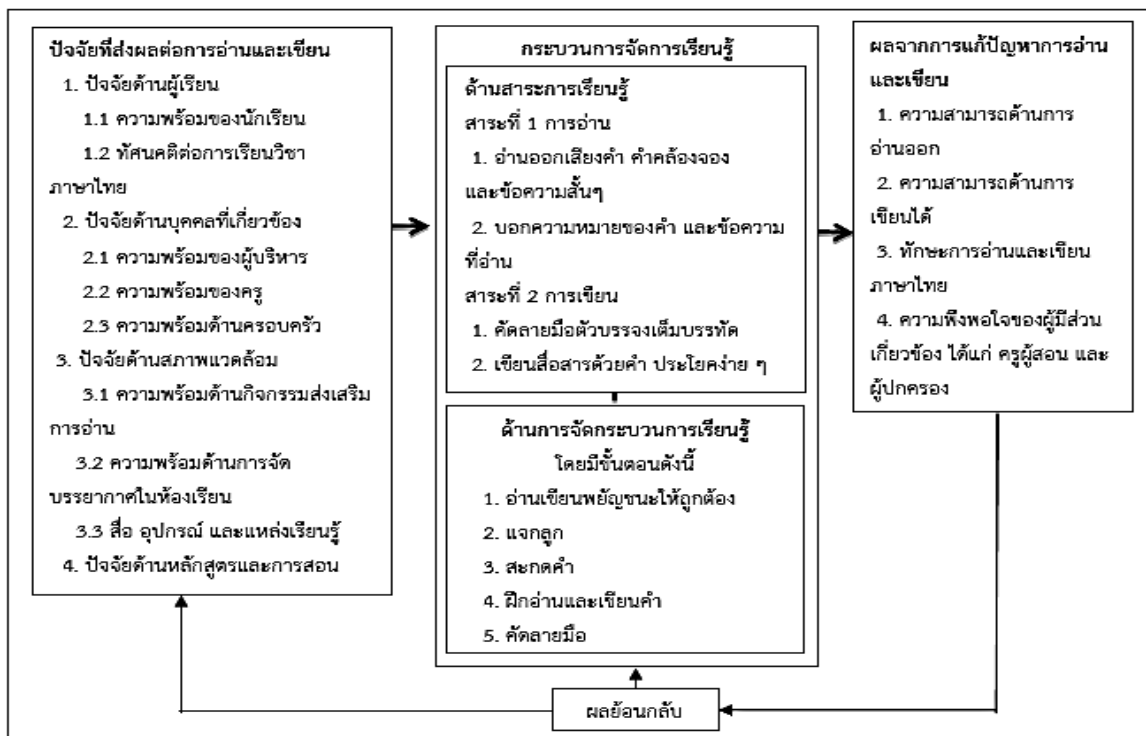 ปัจจัยที่ส่งผลต่อการอ่านและเขียน
1. ปัจจัยด้านผู้เรียน
1.1 ความพร้อมของนักเรียน
1.2 ทัศนคติต่อการเรียนวิชา
ภาษาไทย
2. ปัจจัยด้านบุคคลที่เกี่ยวข้อง
2.1 ความพร้อมของผู้บริหาร
2.2 ความพร้อมของครู
2.3 ความพร้อมด้านครอบครัว
3. ปัจจัยด้านสภาพแวดล้อม
3.1 ความพร้อมด้านกิจกรรมส่งเสริม
การอ่าน
3.2 ความพร้อมด้านการจัด
บรรยากาศในห้องเรียน
3.3 สื่อ อุปกรณ์ และแหล่งเรียนรู้
4. ปัจจัยด้านหลักสูตรและการสอน
กระบวนการจัดการเรียนรู้
ด้านสาระการเรียนรู้
สาระที่ 1 การอ่าน
1. อ่านออกเสียงคำ คำคล้องจอง
และข้อความสั้นๆ
2. บอกความหมายของคำ และข้อความ
ที่อ่าน
สาระที่ 2 การเขียน
1. คัดลายมือตัวบรรจงเต็มบรรทัด
2. เขียนสื่อสารด้วยคำ ประโยคง่าย ๆ
ด้านการจัดกระบวนการเรียนรู้
โดยมีขั้นตอนดังนี้
1. อ่านเขียนพยัญชนะให้ถูกต้อง
2. แจกลูก
3. สะกดคำ
4. ฝึกอ่านและเขียนคำ
5. คัดลายมือ
ผลจากการแก้ปัญหาการอ่าน
และเขียน
1. ความสามารถด้านการ
อ่านออก
2. ความสามารถด้านการ
เขียนได้
3. ทักษะการอ่านและเขียน
ภาษาไทย
4. ความพึงพอใจของผู้มีส่วน
เกี่ยวข้อง ได้แก่ ครูผู้สอน และ
ผู้ปกครอง
ผลย้อนกลับ